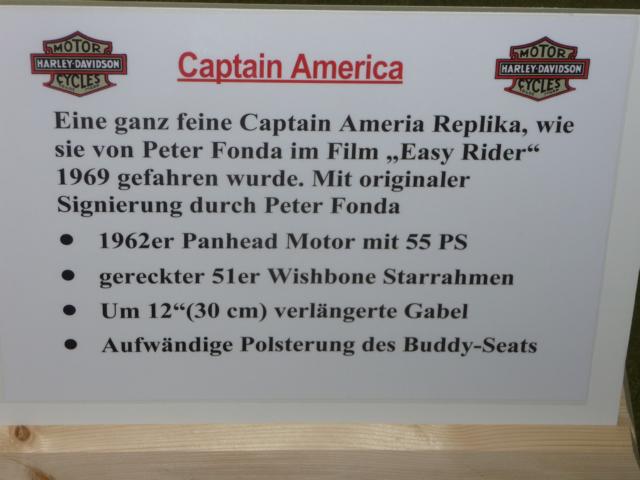 MOTOR
HARLEY-DAVIDSON
CYCLES
Captain America
MOTOR
HARLEY-DAVIDSON
CYCLES
Eine ganz feine Captain Ameria Replika, wie
sie von Peter Fonda im Film „Easy Rider“
1969 gefahren wurde. Mit originaler
Signierung durch Peter Fonda
● 1962er Panhead Motor mit 55 PS
● gereckter 51er Wishbone Starrahmen
● Um 12“(30 cm) verlängerte Gabel
● Aufwändige Polsterung des Buddy-Seats